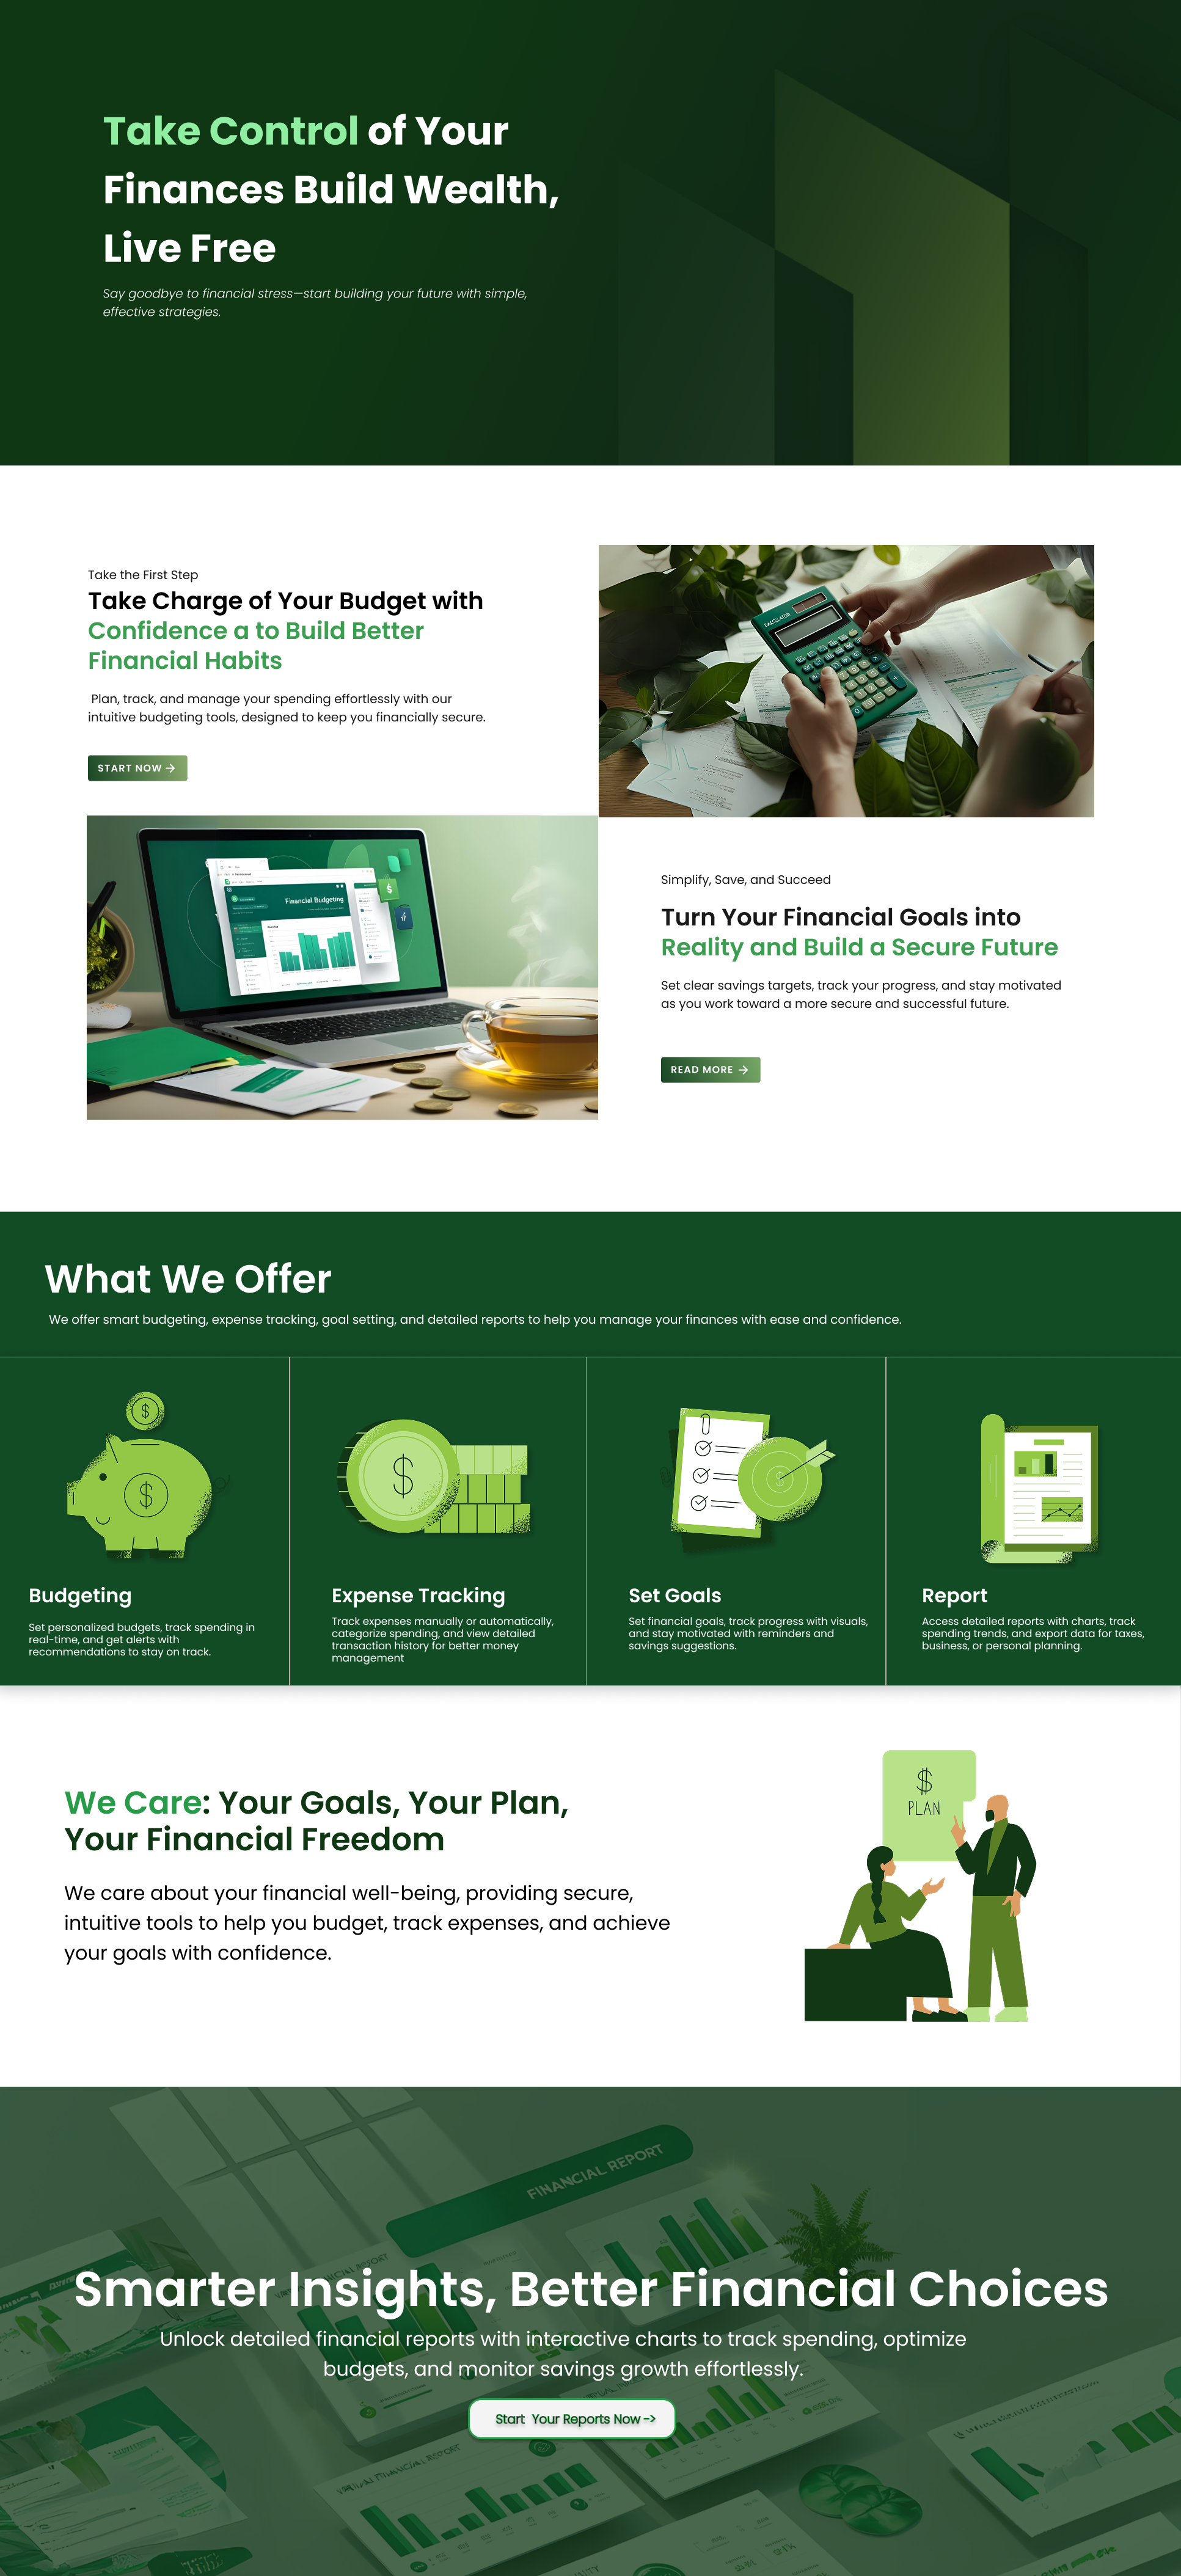 Take Control of Your
Finances Build Wealth,
Live Free
Say goodbye to financial stress—start building your future with simple,
effective strategies.
Take the First Step
Take Charge of Your Budget with
Confidence a to Build Better
Financial Habits
Plan, track, and manage your spending effortlessly with our
intuitive budgeting tools, designed to keep you financially secure.
START NOW →
CALCULATOR
Financial Budgeting
$
Simplify, Save, and Succeed
Turn Your Financial Goals into
Reality and Build a Secure Future
Set clear savings targets, track your progress, and stay motivated
as you work toward a more secure and successful future.
READ MORE →
What We Offer
We offer smart budgeting, expense tracking, goal setting, and detailed reports to help you manage your finances with ease and confidence.
$
$
$
Budgeting
Set personalized budgets, track spending in
real-time, and get alerts with
recommendations to stay on track.
Expense Tracking
Track expenses manually or automatically,
categorize spending, and view detailed
transaction history for better money
management
Set Goals
Set financial goals, track progress with visuals,
and stay motivated with reminders and
savings suggestions.
Report
Access detailed reports with charts, track
spending trends, and export data for taxes,
business, or personal planning.
We Care: Your Goals, Your Plan,
Your Financial Freedom
We care about your financial well-being, providing secure,
intuitive tools to help you budget, track expenses, and achieve
your goals with confidence.
$
PLAN
FINANCIAL REPORT
Smarter Insights, Better Financial Choices
Unlock detailed financial reports with interactive charts to track spending, optimize
budgets, and monitor savings growth effortlessly.
Start  Your Reports Now ->